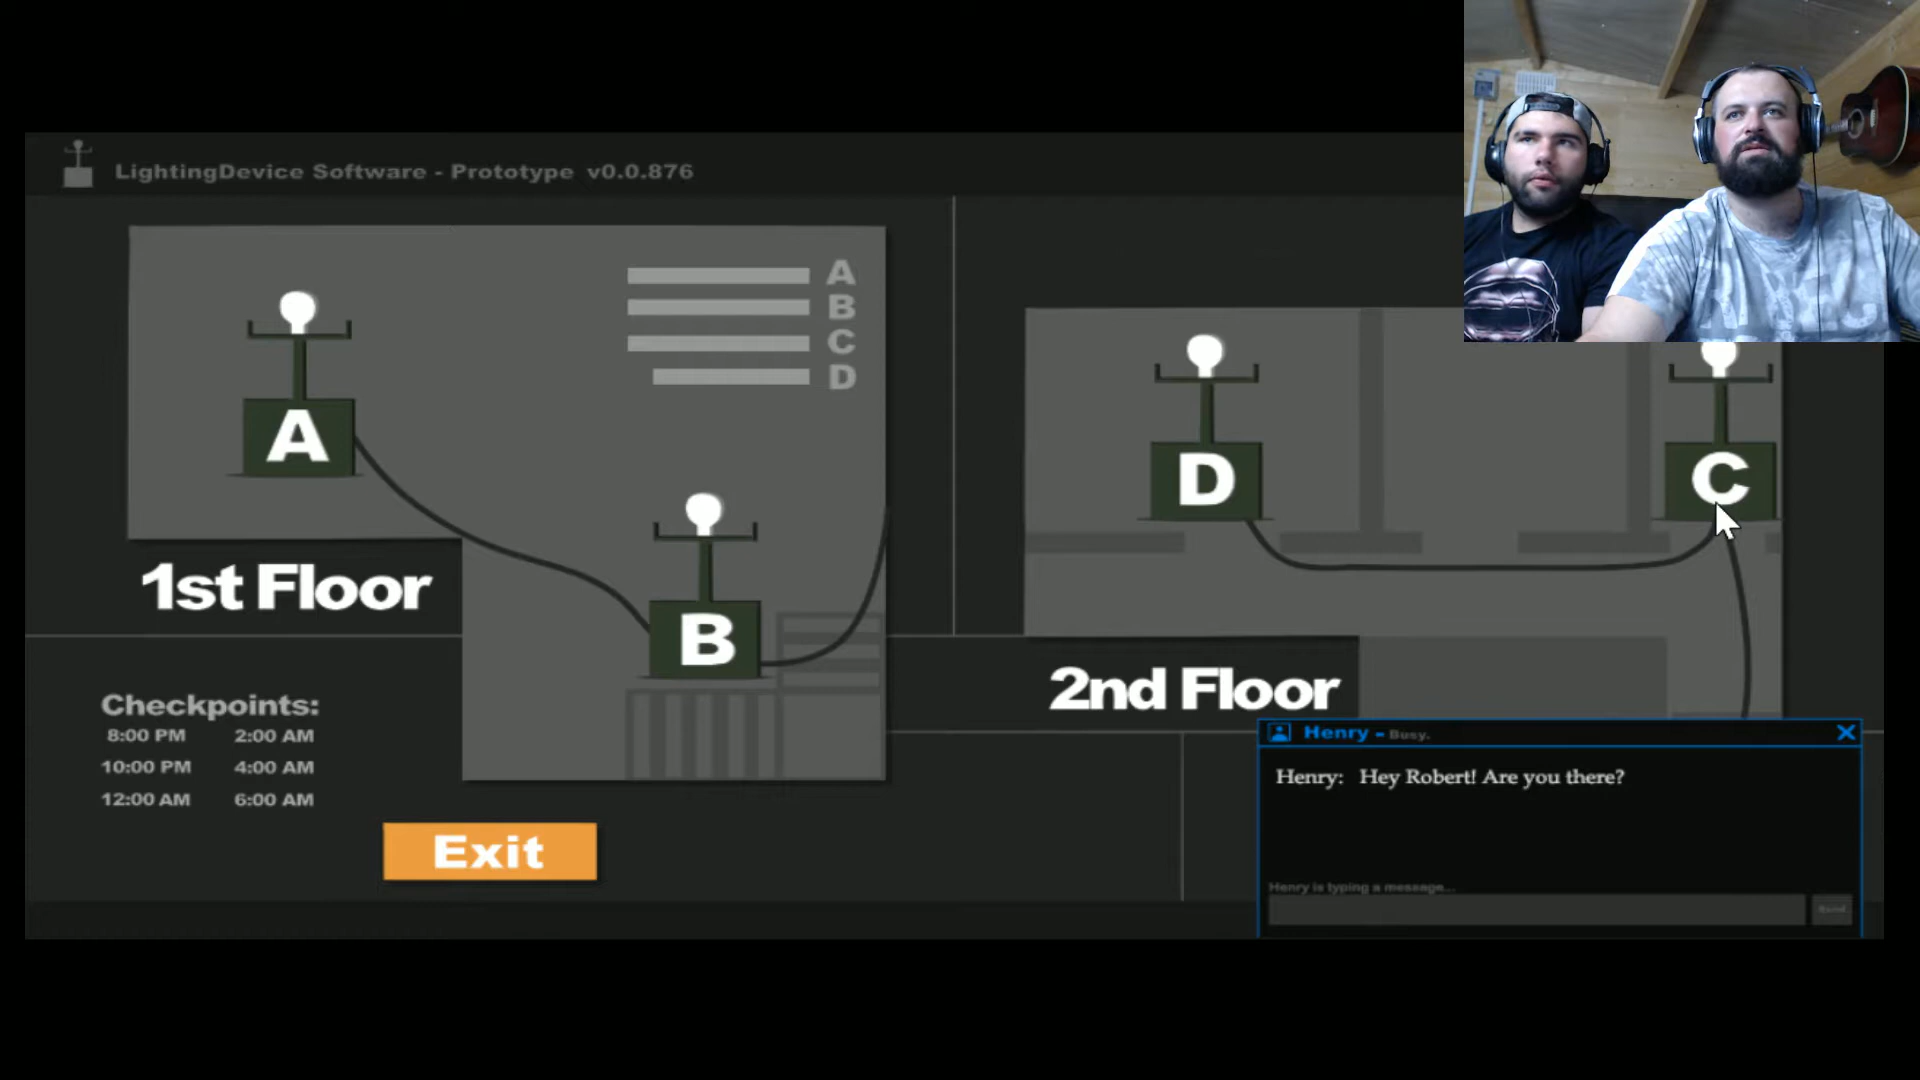 LightingDevice Software - Prototype v0.0.876
A
B
C
D
A
B
1st Floor
D
C
2nd Floor
Checkpoints:
8:00 PM 2:00 AM
10:00 PM 4:00 AM
12:00 AM 6:00 AM
Exit
Henry - Busy.
Henry: Hey Robert! Are you there?
Henry is typing a message...
Send